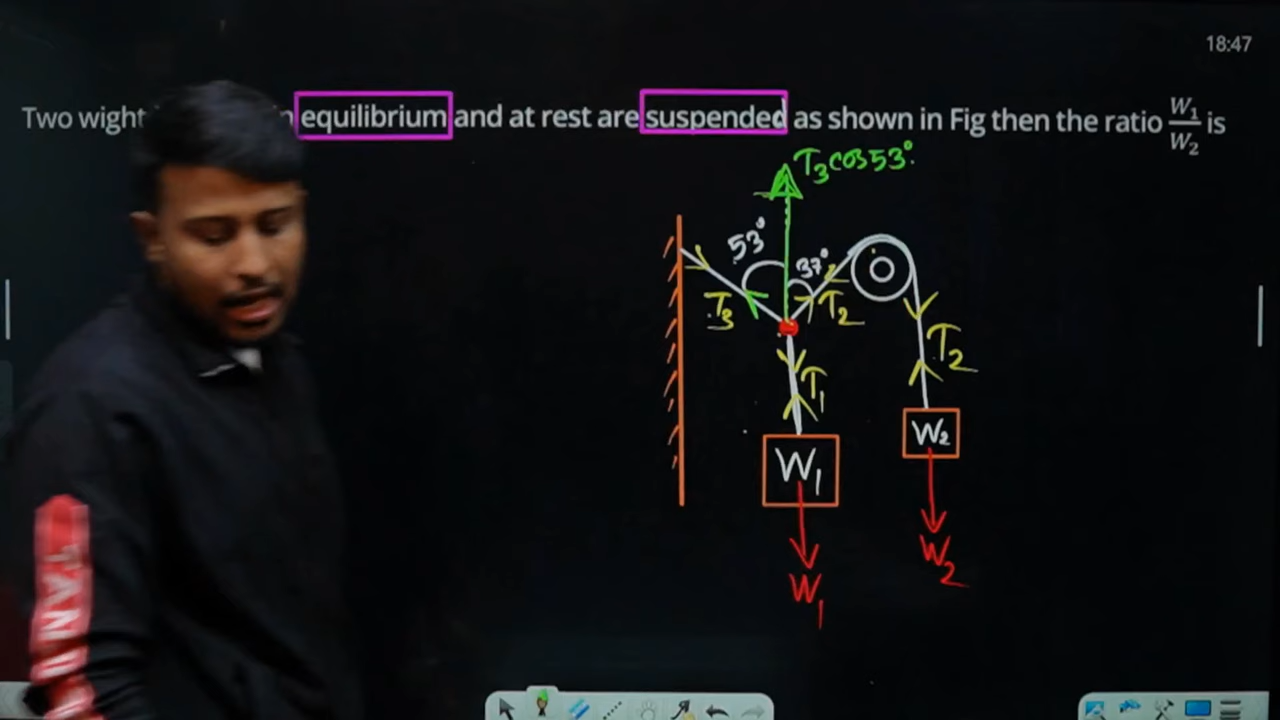 18:47
Two wight n equilibrium and at rest are suspended as shown in Fig then the ratio W₁/W₂ is
T₃cos53°
53°
37°
T₃
T₂
T₂
T₁
W₂
W₁
W₂
W₁
TAN